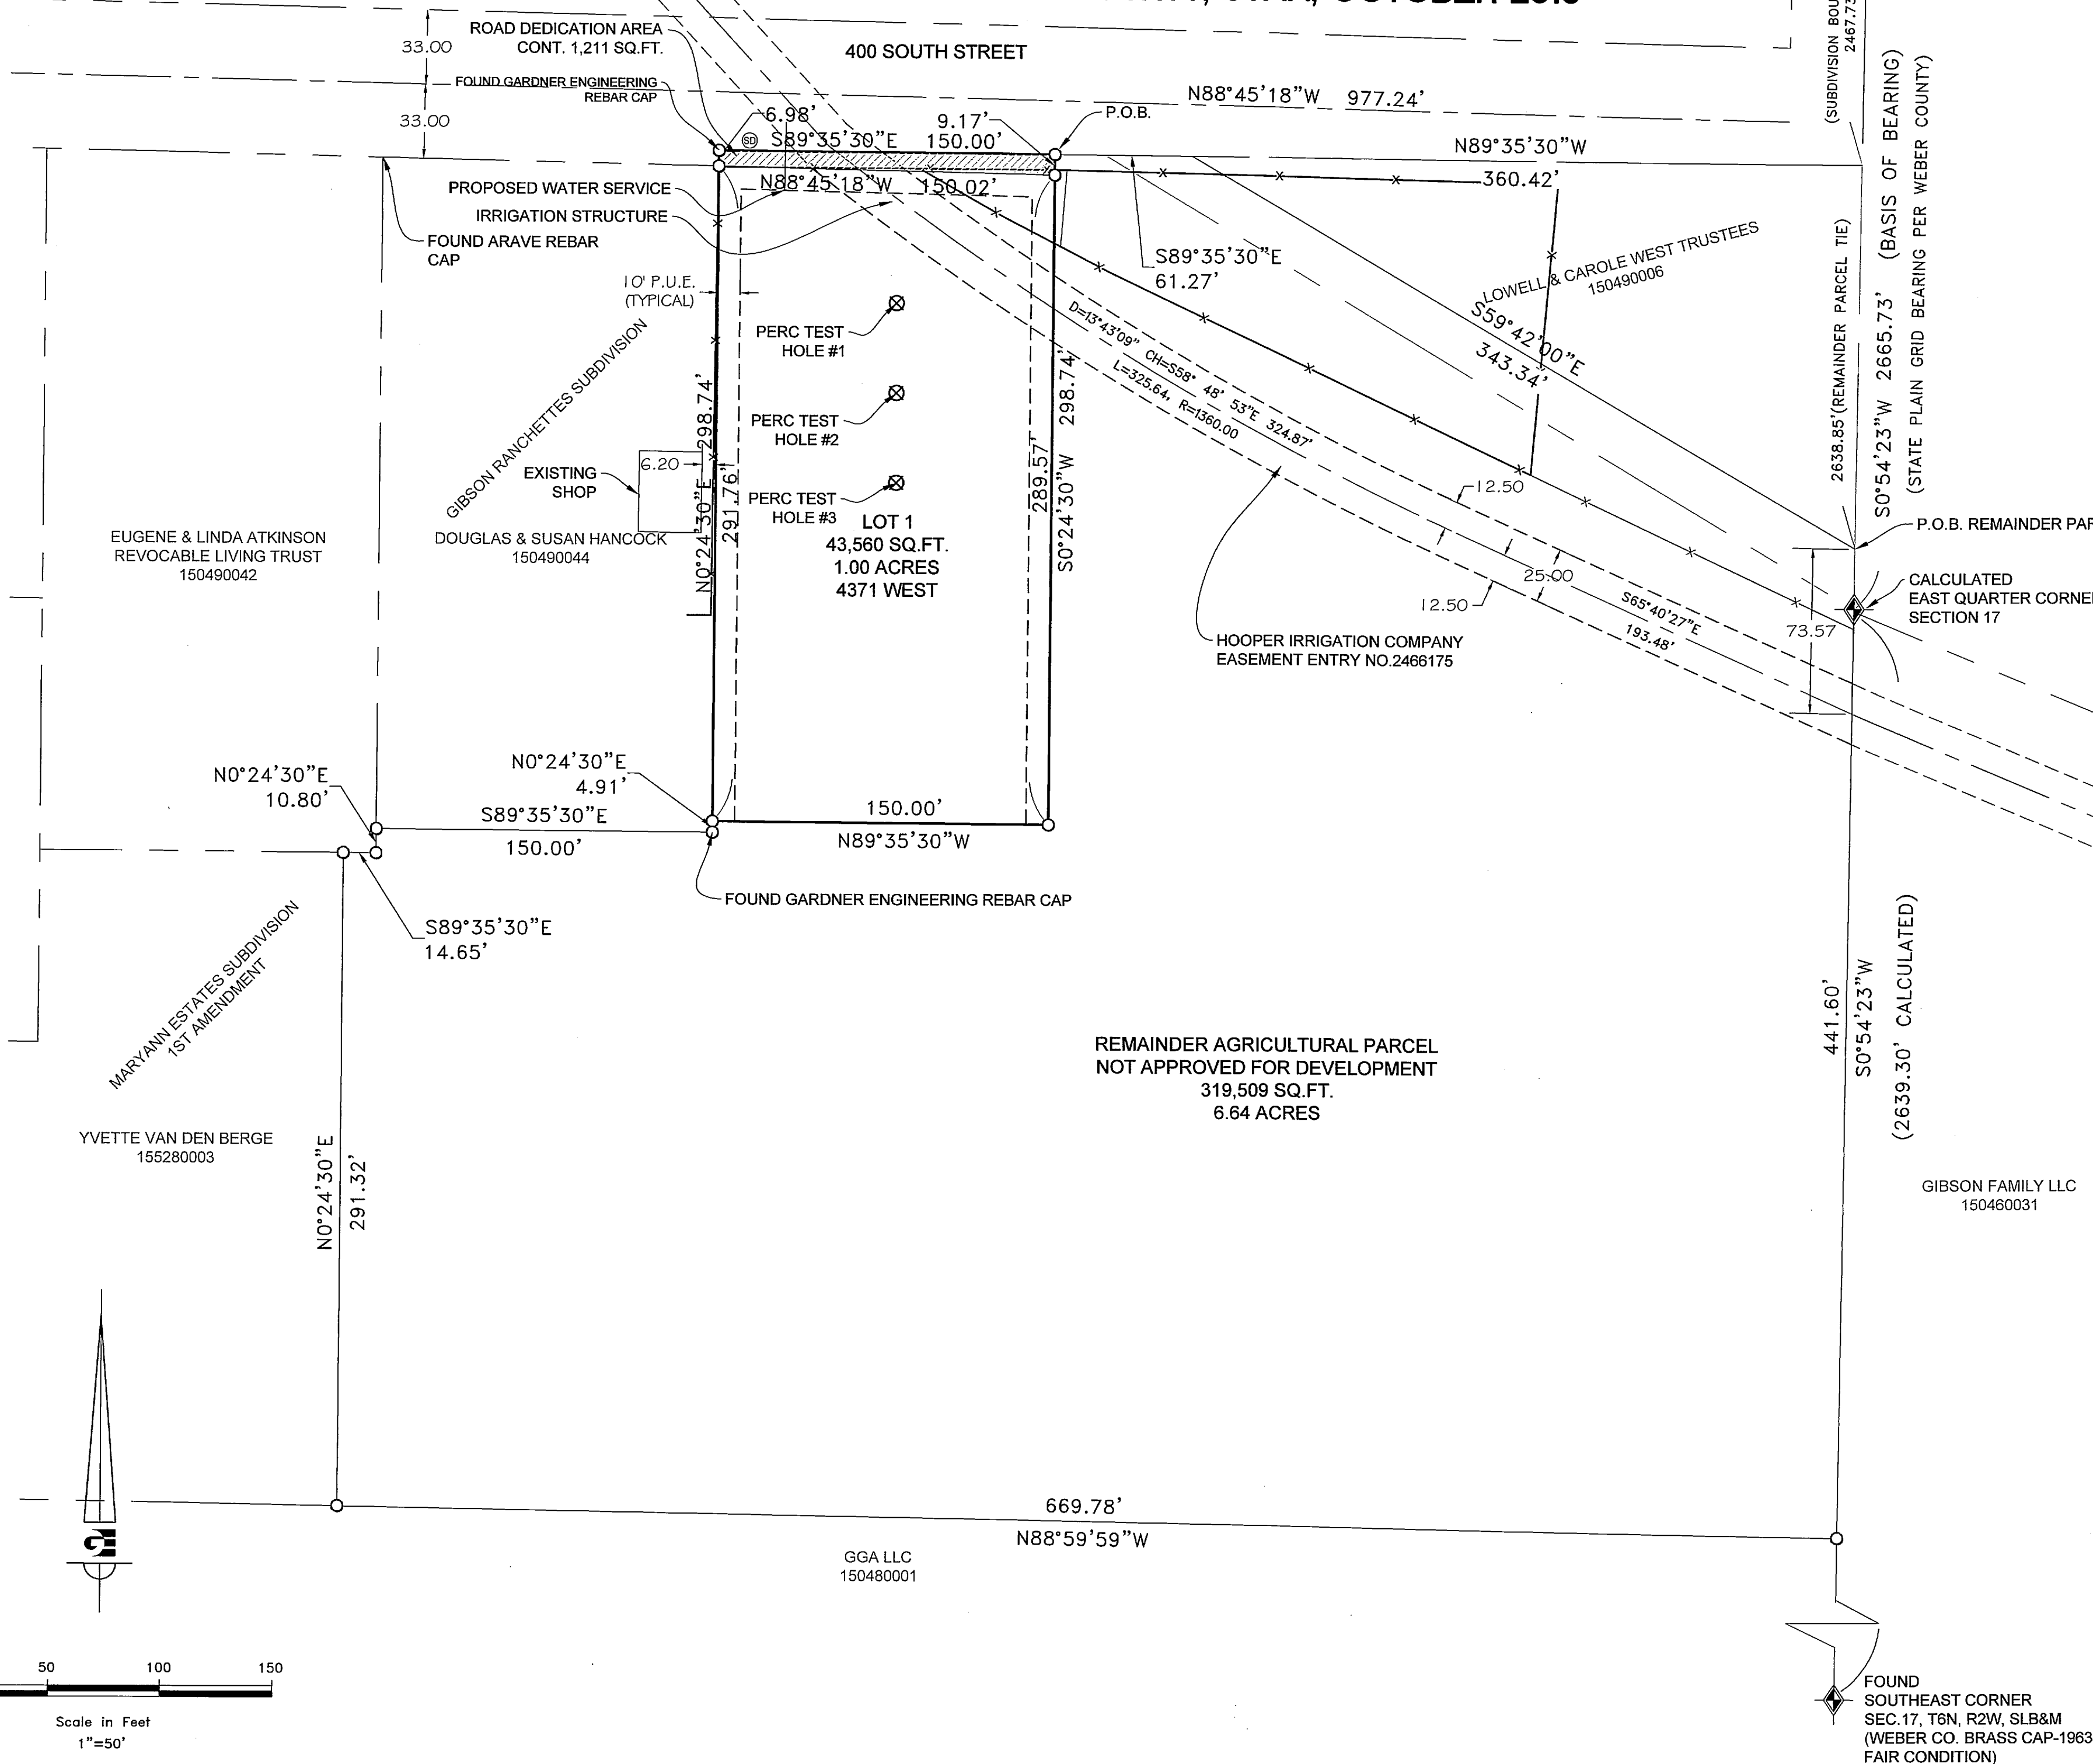 ROAD DEDICATION AREA
CONT. 1,211 SQ.FT.
33.00
400 SOUTH STREET
FOUND GARDNER ENGINEERING
REBAR CAP
N88°45'18"W 977.24'
33.00
6.98'
9.17'
P.O.B.
SD
S89°35'30"E 150.00'
N89°35'30"W
360.42'
PROPOSED WATER SERVICE
N88°45'18"W 150.02'
IRRIGATION STRUCTURE
FOUND ARAVE REBAR
CAP
S89°35'30"E
61.27'
LOWELL & CAROLE WEST TRUSTEES
150490006
10' P.U.E.
(TYPICAL)
PERC TEST
HOLE #1
PERC TEST
HOLE #2
PERC TEST
HOLE #3
D=13°43'09" CH=S58° 48' 53"E 324.87'
L=325.64, R=1360.00
S59°42'00"E
343.34'
(SUBDIVISION BOU
2467.73
2638.85'(REMAINDER PARCEL TIE)
S0°54'23"W 2665.73' (BASIS OF BEARING)
(STATE PLAIN GRID BEARING PER WEBER COUNTY)
GIBSON RANCHETTES SUBDIVISION
EXISTING
SHOP
6.20
N0°24'30"E 298.74'
291.76'
289.57'
S0°24'30"W 298.74'
LOT 1
43,560 SQ.FT.
1.00 ACRES
4371 WEST
EUGENE & LINDA ATKINSON
REVOCABLE LIVING TRUST
150490042
DOUGLAS & SUSAN HANCOCK
150490044
12.50
25.00
12.50
S65°40'27"E
193.48'
73.57
P.O.B. REMAINDER PAR
CALCULATED
EAST QUARTER CORNE
SECTION 17
HOOPER IRRIGATION COMPANY
EASEMENT ENTRY NO.2466175
N0°24'30"E
10.80'
N0°24'30"E
4.91'
S89°35'30"E
150.00'
150.00'
N89°35'30"W
FOUND GARDNER ENGINEERING REBAR CAP
S89°35'30"E
14.65'
MARYANN ESTATES SUBDIVISION
1ST AMENDMENT
YVETTE VAN DEN BERGE
155280003
N0°24'30"E
291.32'
REMAINDER AGRICULTURAL PARCEL
NOT APPROVED FOR DEVELOPMENT
319,509 SQ.FT.
6.64 ACRES
441.60'
S0°54'23"W
(2639.30' CALCULATED)
GIBSON FAMILY LLC
150460031
669.78'
N88°59'59"W
GGA LLC
150480001
50 100 150
Scale in Feet
1"=50'
FOUND
SOUTHEAST CORNER
SEC.17, T6N, R2W, SLB&M
(WEBER CO. BRASS CAP-1963
FAIR CONDITION)